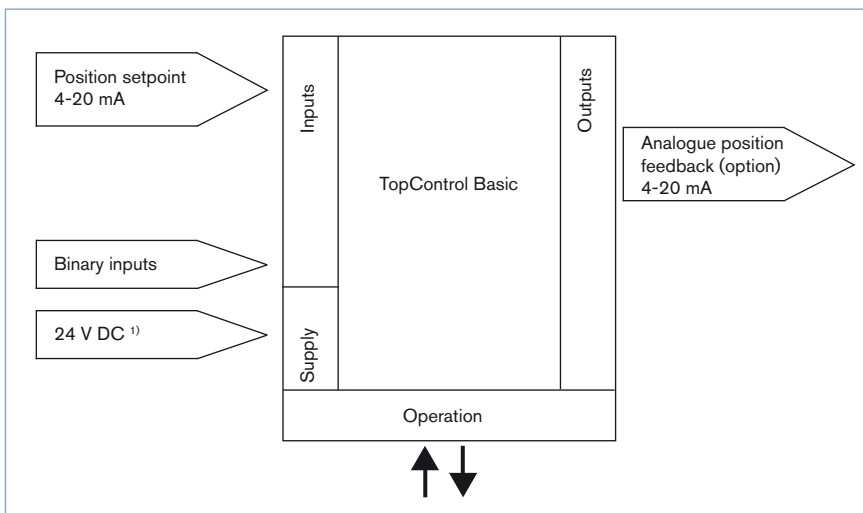 Position setpoint
4-20 mA
Inputs
Outputs
TopControl Basic
Analogue position
feedback (option)
4-20 mA
Binary inputs
24 V DC 1)
Supply
Operation